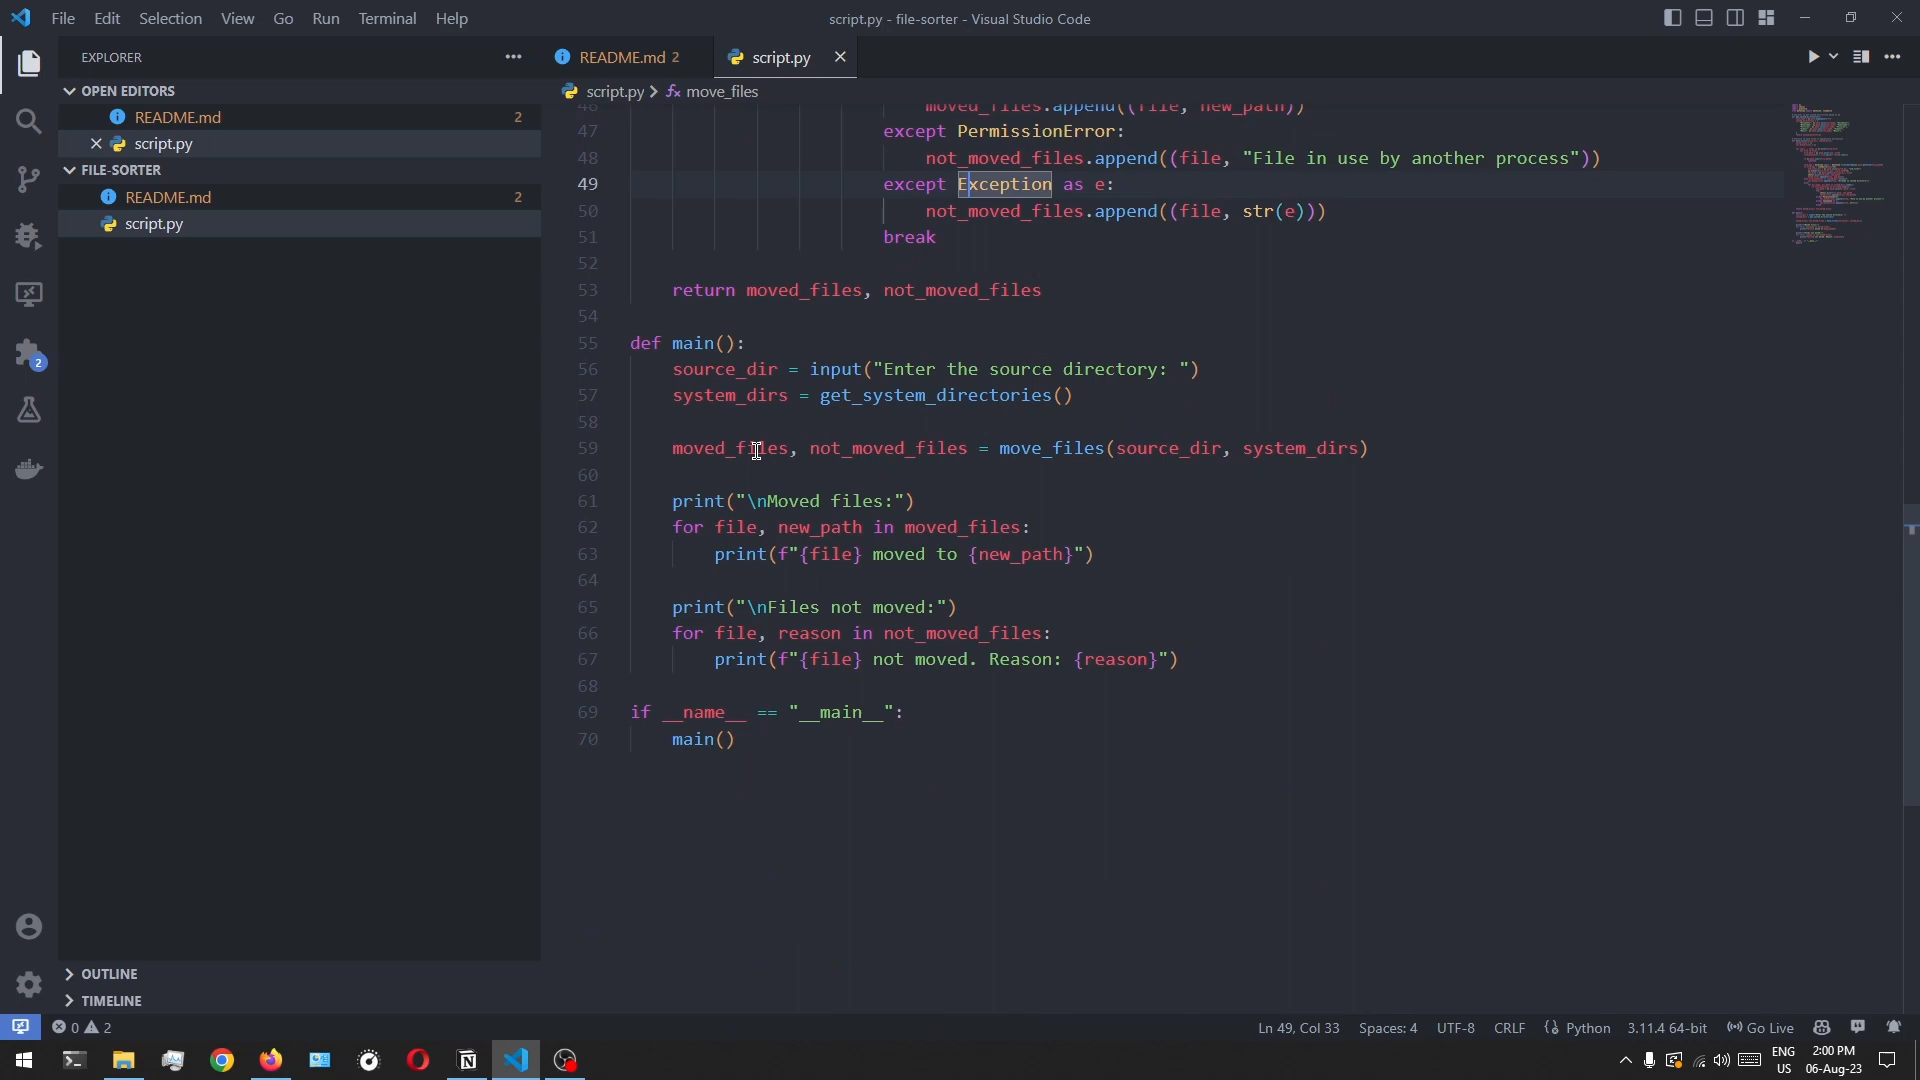 File Edit Selection View Go Run Terminal Help
script.py - file-sorter - Visual Studio Code
EXPLORER
OPEN EDITORS
README.md 2
script.py
FILE-SORTER
README.md 2
script.py
OUTLINE
TIMELINE
2
README.md 2
script.py
script.py > move_files
46 moved_files.append((file, new_path))
47 except PermissionError:
48 not_moved_files.append((file, "File in use by another process"))
49 except Exception as e:
50 not_moved_files.append((file, str(e)))
51 break
52
53 return moved_files, not_moved_files
54
55 def main():
56 source_dir = input("Enter the source directory: ")
57 system_dirs = get_system_directories()
58
59 moved_files, not_moved_files = move_files(source_dir, system_dirs)
60
61 print("\nMoved files:")
62 for file, new_path in moved_files:
63 print(f"{file} moved to {new_path}")
64
65 print("\nFiles not moved:")
66 for file, reason in not_moved_files:
67 print(f"{file} not moved. Reason: {reason}")
68
69 if __name__ == "__main__":
70 main()
0 2
Ln 49, Col 33 Spaces: 4 UTF-8 CRLF Python 3.11.4 64-bit Go Live
ENG
US
2:00 PM
06-Aug-23